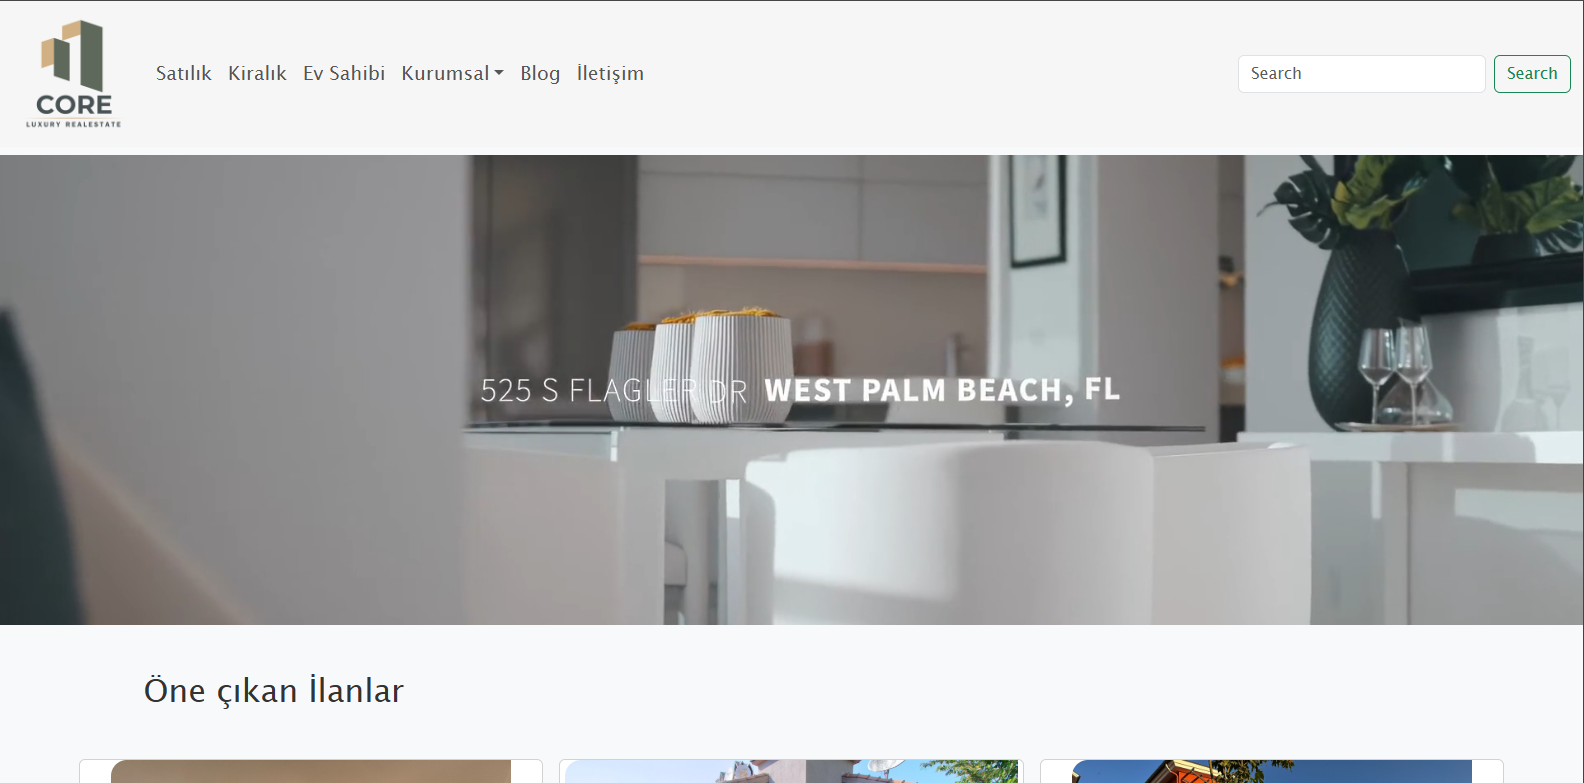 CORE
LUXURY REALESTATE
Satılık Kiralık Ev Sahibi Kurumsal Blog İletişim
Search Search
525 S FLAGLER DR WEST PALM BEACH, FL
Öne çıkan İlanlar